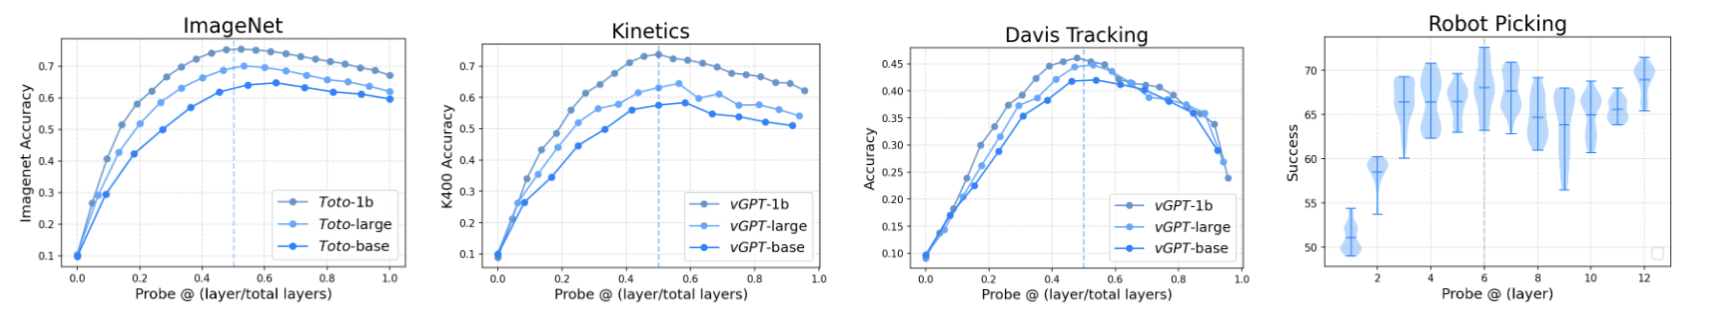 ImageNet
Imagenet Accuracy
0.7
0.6
0.5
0.4
0.3
0.2
0.1
0.0 0.2 0.4 0.6 0.8 1.0
Probe @ (layer/total layers)
Toto-1b
Toto-large
Toto-base
Kinetics
K400 Accuracy
0.7
0.6
0.5
0.4
0.3
0.2
0.1
0.0 0.2 0.4 0.6 0.8 1.0
Probe @ (layer/total layers)
vGPT-1b
vGPT-large
vGPT-base
Davis Tracking
Accuracy
0.45
0.40
0.35
0.30
0.25
0.20
0.15
0.10
0.0 0.2 0.4 0.6 0.8 1.0
Probe @ (layer/total layers)
vGPT-1b
vGPT-large
vGPT-base
Robot Picking
Success
70
65
60
55
50
2 4 6 8 10 12
Probe @ (layer)